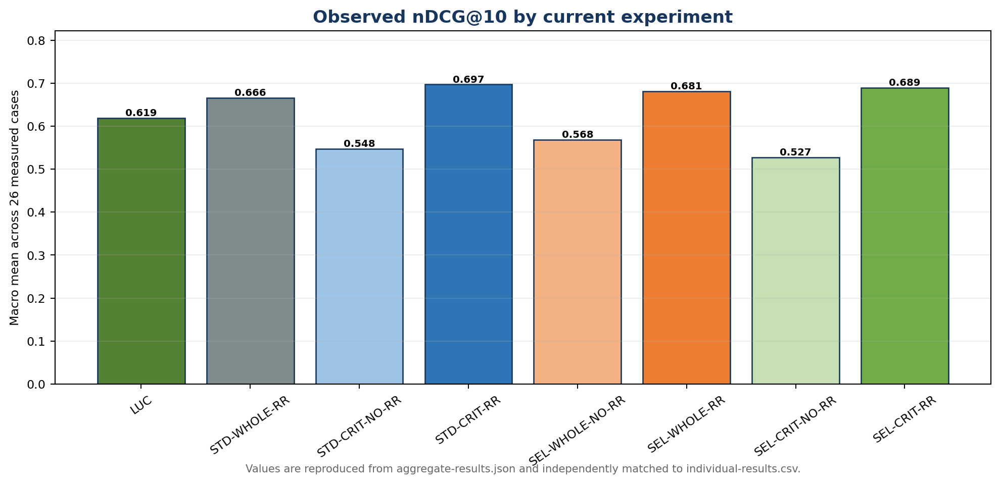 Observed nDCG@10 by current experiment
Macro mean across 26 measured cases
0.8
0.7
0.6
0.5
0.4
0.3
0.2
0.1
0.0
0.619
0.666
0.548
0.697
0.568
0.681
0.527
0.689
LUC
STD-WHOLE-RR
STD-CRIT-NO-RR
STD-CRIT-RR
SEL-WHOLE-NO-RR
SEL-WHOLE-RR
SEL-CRIT-NO-RR
SEL-CRIT-RR
Values are reproduced from aggregate-results.json and independently matched to individual-results.csv.